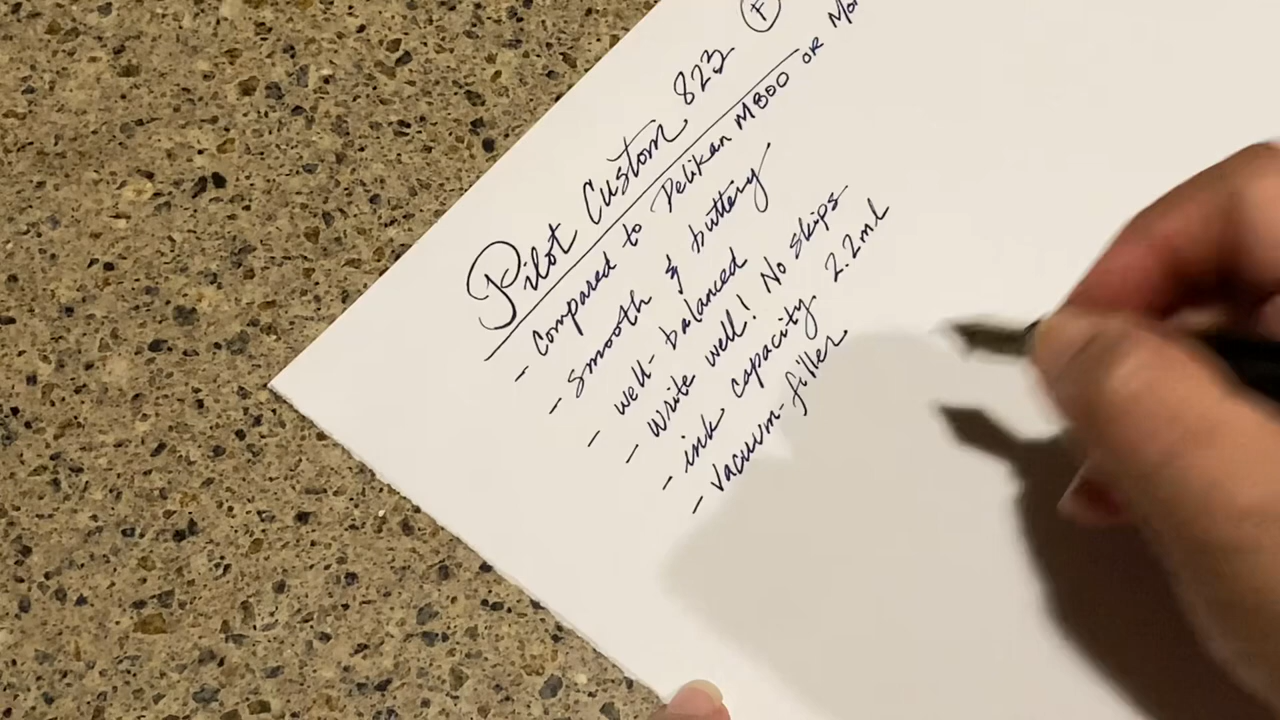 Pilot Custom 823 F
- Compared to Pelikan M800 OR
- smooth & buttery
- well-balanced
- write well! No skips
- ink capacity 2.2ml
- vacuum-filler